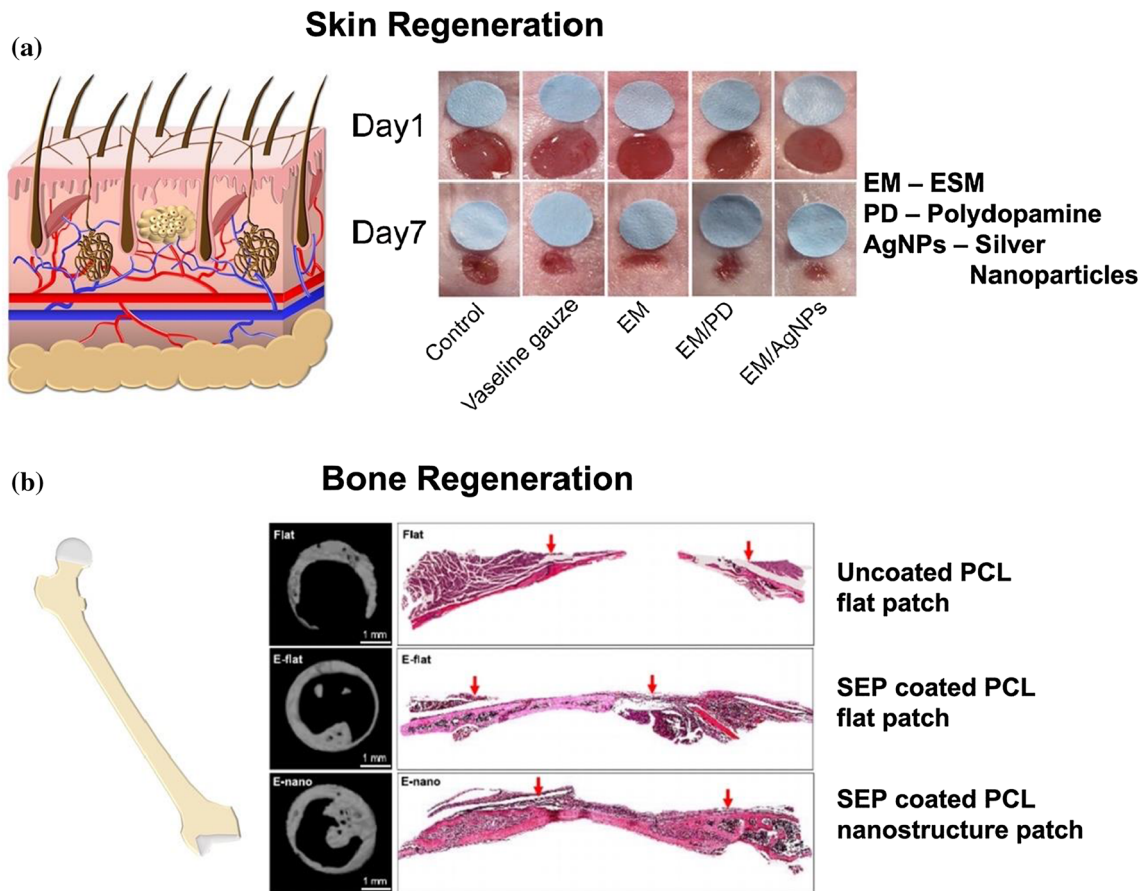 Skin Regeneration
(a)
Day1
Day7
EM – ESM
PD – Polydopamine
AgNPs – Silver
Nanoparticles
Control
Vaseline gauze
EM
EM/PD
EM/AgNPs
(b)
Bone Regeneration
Flat
1 mm
Flat
Uncoated PCL
flat patch
E-flat
1 mm
E-flat
SEP coated PCL
flat patch
E-nano
1 mm
E-nano
SEP coated PCL
nanostructure patch